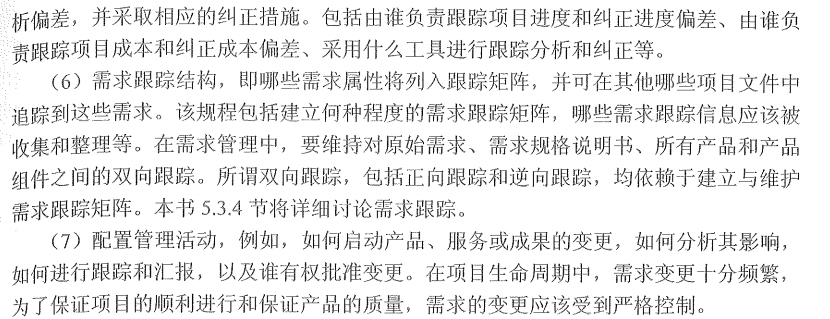 析偏差，并采取相应的纠正措施。包括由谁负责跟踪项目进度和纠正进度偏差、由谁负
责跟踪项目成本和纠正成本偏差、采用什么工具进行跟踪分析和纠正等。
（6）需求跟踪结构，即哪些需求属性将列入跟踪矩阵，并可在其他哪些项目文件中
追踪到这些需求。该规程包括建立何种程度的需求跟踪矩阵，哪些需求跟踪信息应该被
收集和整理等。在需求管理中，要维持对原始需求、需求规格说明书、所有产品和产品
组件之间的双向跟踪。所谓双向跟踪，包括正向跟踪和逆向跟踪，均依赖于建立与维护
需求跟踪矩阵。本书 5.3.4 节将详细讨论需求跟踪。
（7）配置管理活动，例如，如何启动产品、服务或成果的变更，如何分析其影响，
如何进行跟踪和汇报，以及谁有权批准变更。在项目生命周期中，需求变更十分频繁，
为了保证项目的顺利进行和保证产品的质量，需求的变更应该受到严格控制。